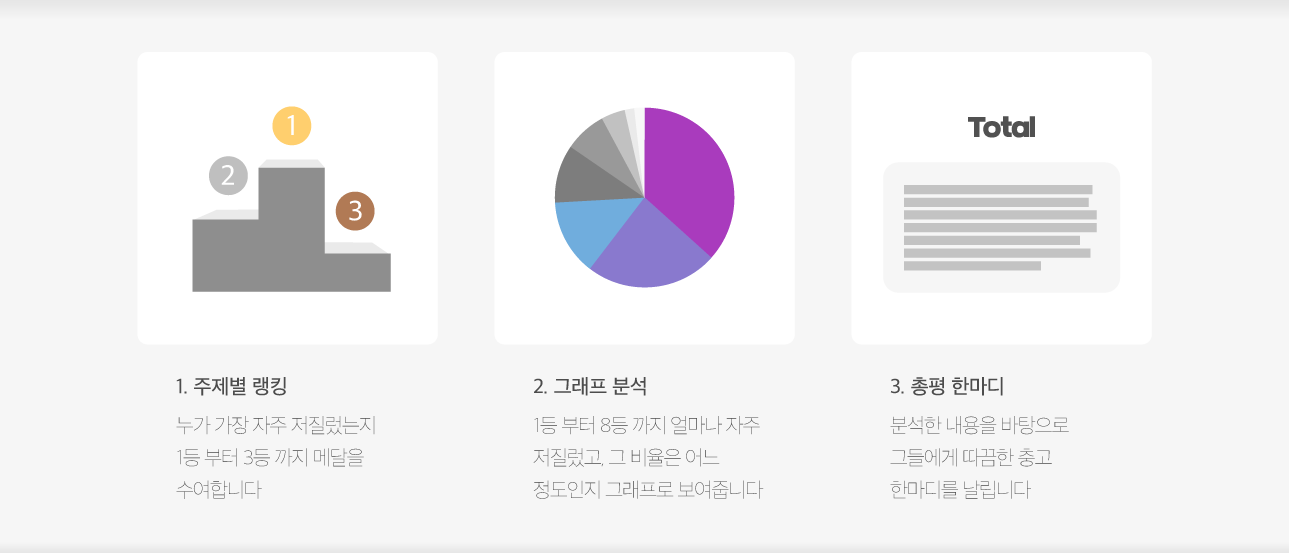 1
2
3
Total
1. 주제별 랭킹
누가 가장 자주 저질렀는지
1등 부터 3등 까지 메달을
수여합니다
2. 그래프 분석
1등 부터 8등 까지 얼마나 자주
저질렀고, 그 비율은 어느
정도인지 그래프로 보여줍니다
3. 총평 한마디
분석한 내용을 바탕으로
그들에게 따끔한 충고
한마디를 날립니다